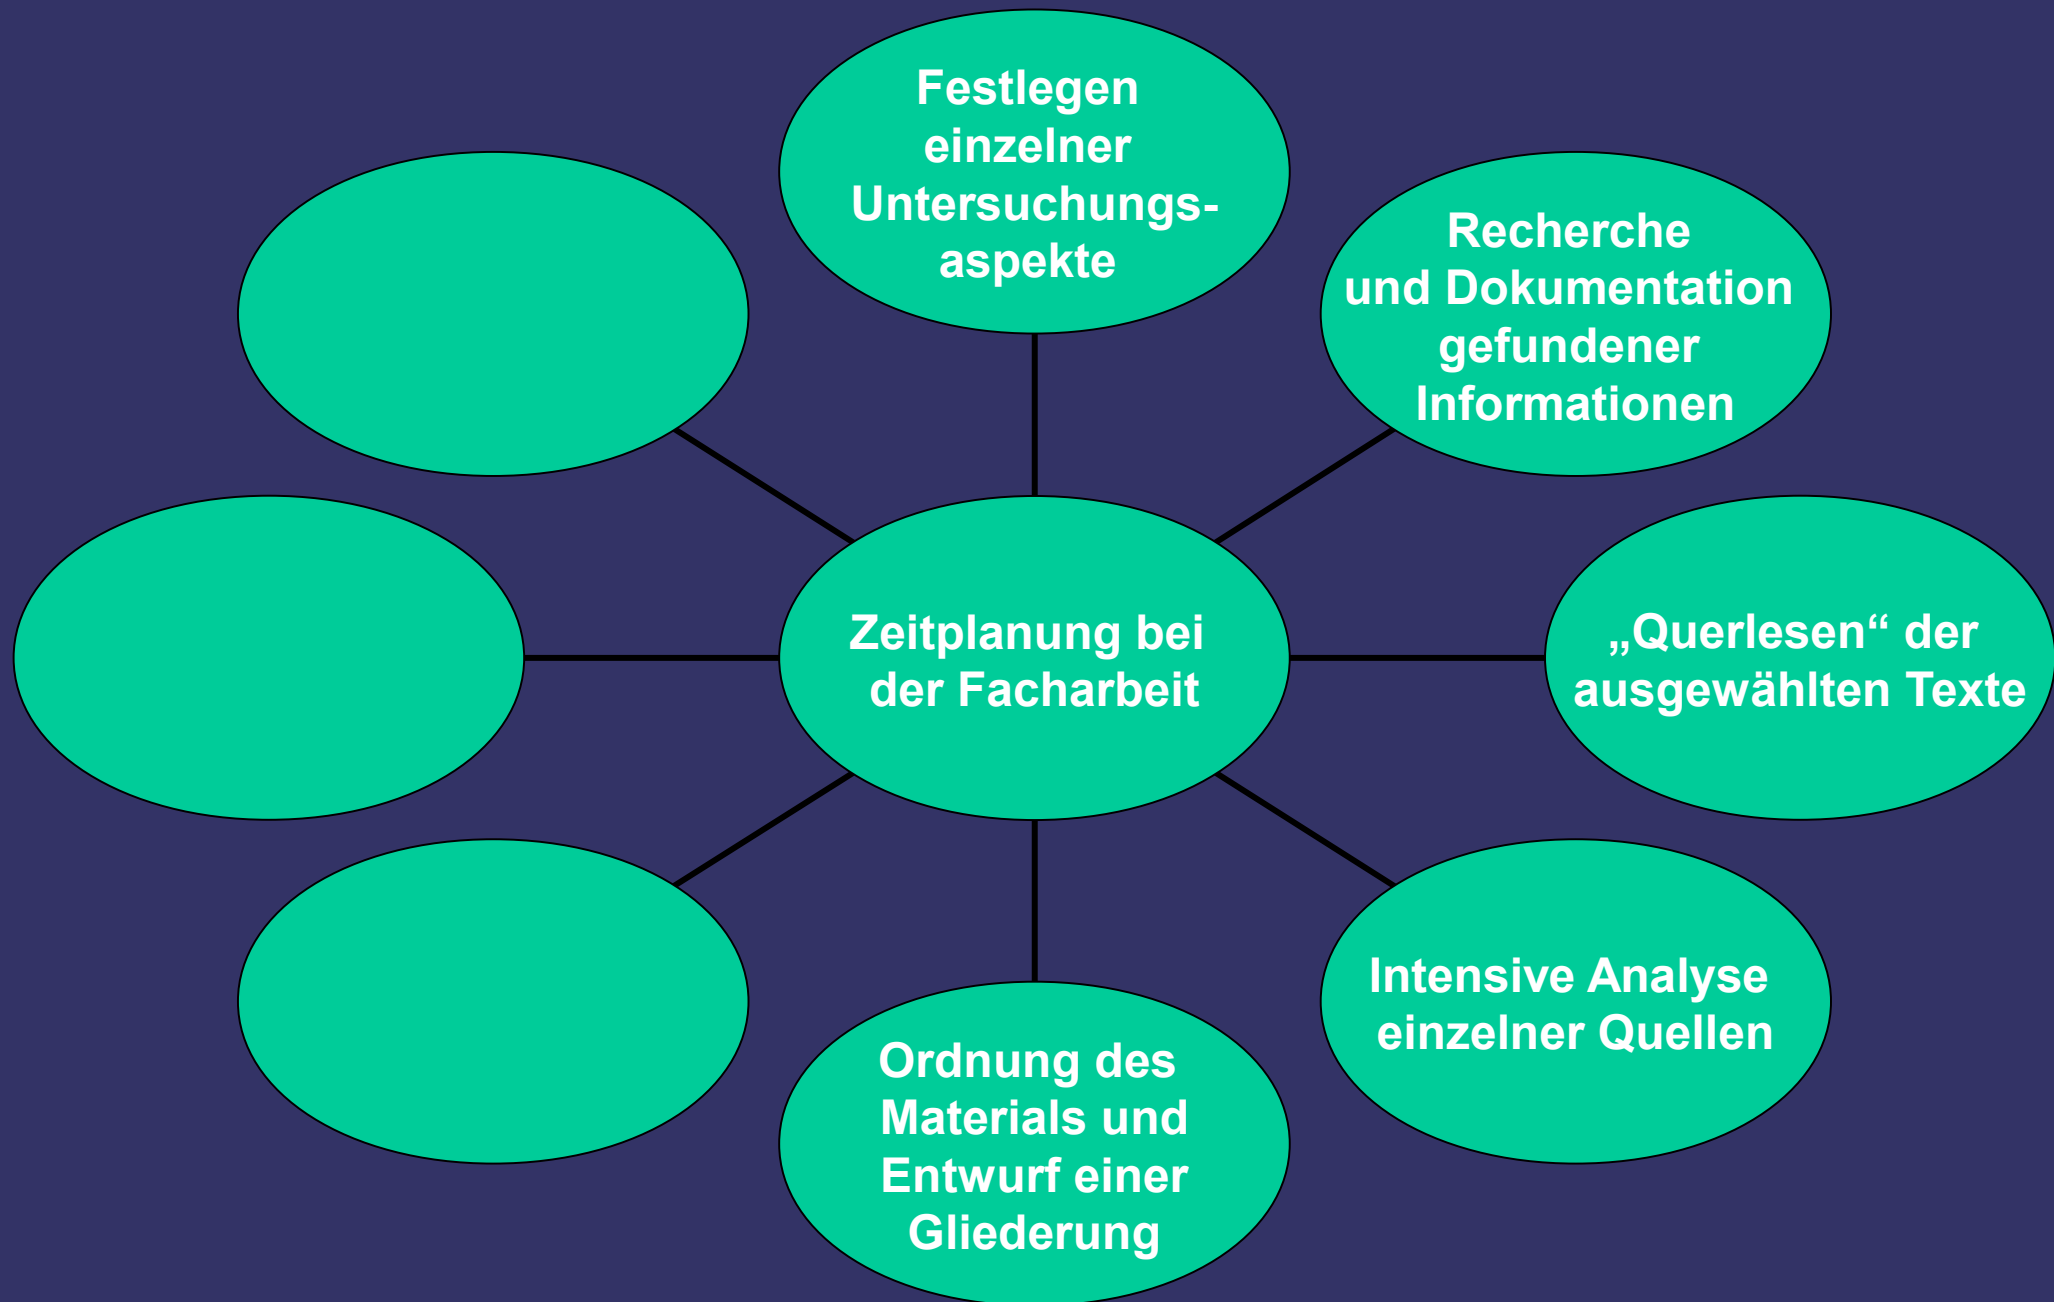 Festlegen
einzelner
Untersuchungs-
aspekte
Recherche
und Dokumentation
gefundener
Informationen
Zeitplanung bei
der Facharbeit
„Querlesen“ der
ausgewählten Texte
Intensive Analyse
einzelner Quellen
Ordnung des
Materials und
Entwurf einer
Gliederung